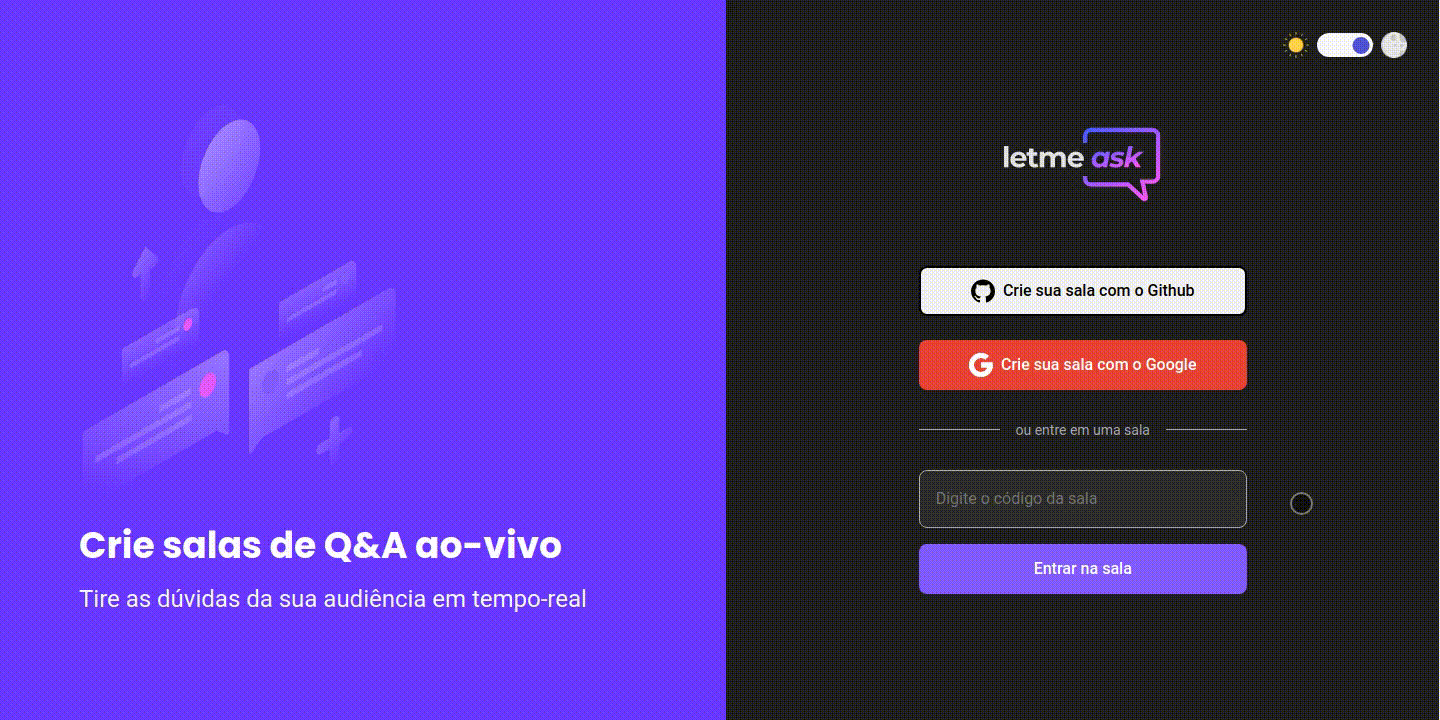 Crie salas de Q&A ao-vivo
Tire as dúvidas da sua audiência em tempo-real
letme ask
Crie sua sala com o Github
Crie sua sala com o Google
ou entre em uma sala
Digite o código da sala
Entrar na sala